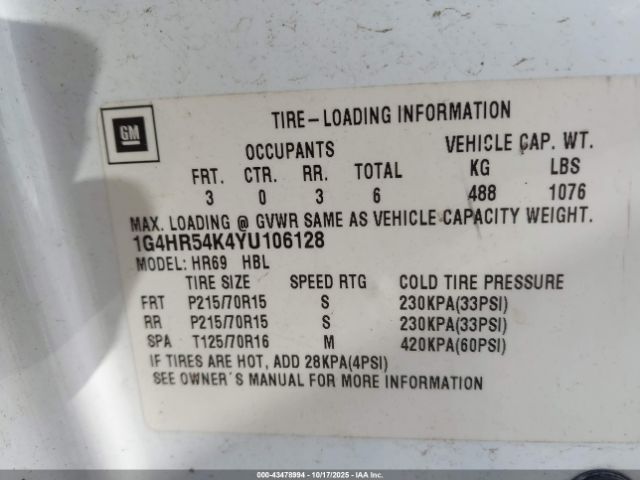 GM
TIRE-LOADING INFORMATION
OCCUPANTS VEHICLE CAP. WT.
FRT. CTR. RR. TOTAL KG LBS
3 0 3 6 488 1076
MAX. LOADING @ GVWR SAME AS VEHICLE CAPACITY WEIGHT.
1G4HR54K4YU106128
MODEL: HR69 HBL
TIRE SIZE SPEED RTG COLD TIRE PRESSURE
FRT P215/70R15 S 230KPA(33PSI)
RR P215/70R15 S 230KPA(33PSI)
SPA T125/70R16 M 420KPA(60PSI)
IF TIRES ARE HOT, ADD 28KPA(4PSI)
SEE OWNER'S MANUAL FOR MORE INFORMATION
000-43478994 | 10/17/2025 | ©COPART